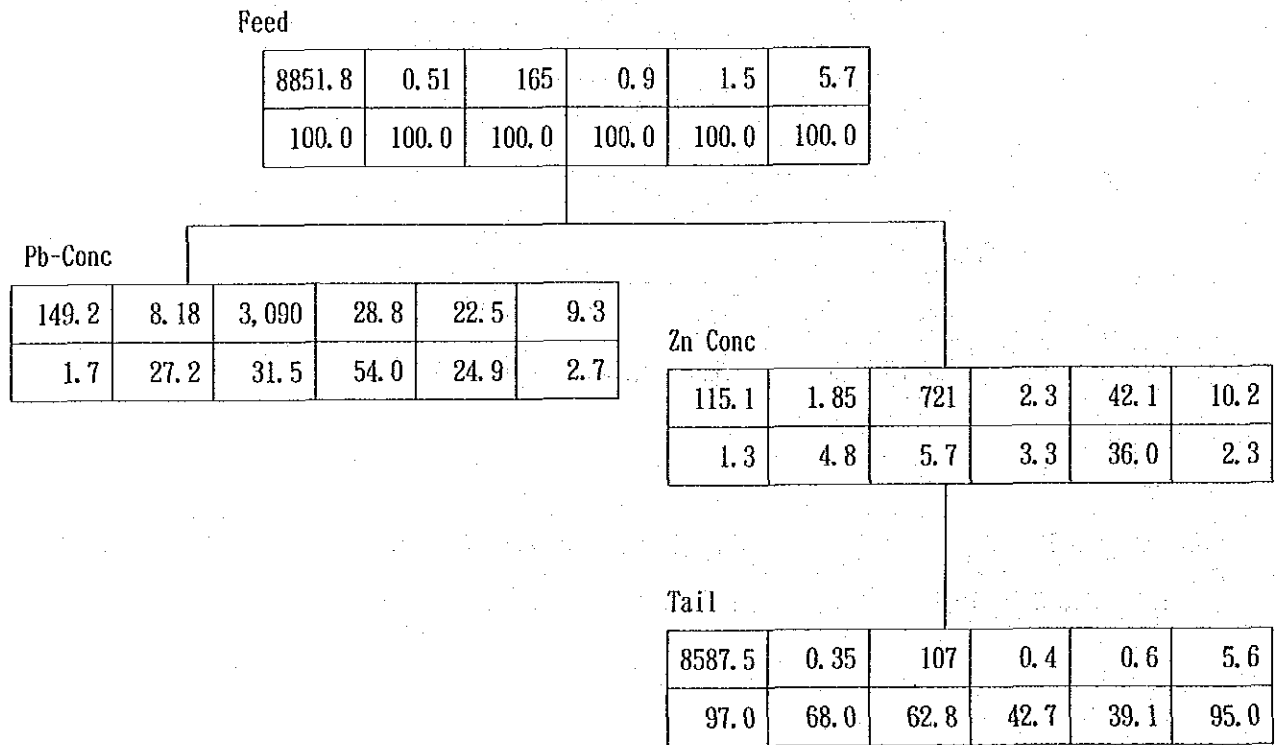 Feed
8851.8 0.51 165 0.9 1.5 5.7
100.0 100.0 100.0 100.0 100.0 100.0
Pb-Conc
149.2 8.18 3,090 28.8 22.5 9.3
1.7 27.2 31.5 54.0 24.9 2.7
Zn Conc
115.1 1.85 721 2.3 42.1 10.2
1.3 4.8 5.7 3.3 36.0 2.3
Tail
8587.5 0.35 107 0.4 0.6 5.6
97.0 68.0 62.8 42.7 39.1 95.0